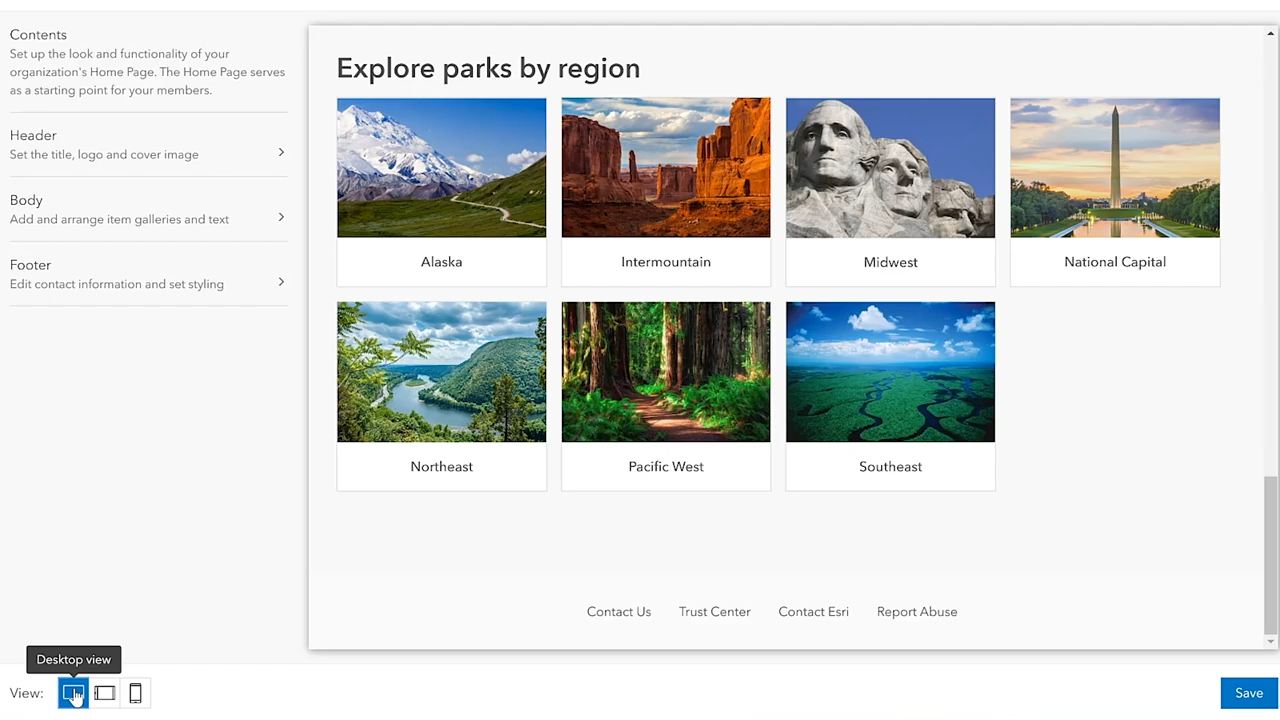 Contents
Set up the look and functionality of your
organization's Home Page. The Home Page serves
as a starting point for your members.
Header
Set the title, logo and cover image
Body
Add and arrange item galleries and text
Footer
Edit contact information and set styling
Explore parks by region
Alaska
Intermountain
Midwest
National Capital
Northeast
Pacific West
Southeast
Contact Us
Trust Center
Contact Esri
Report Abuse
Desktop view
View:
Save